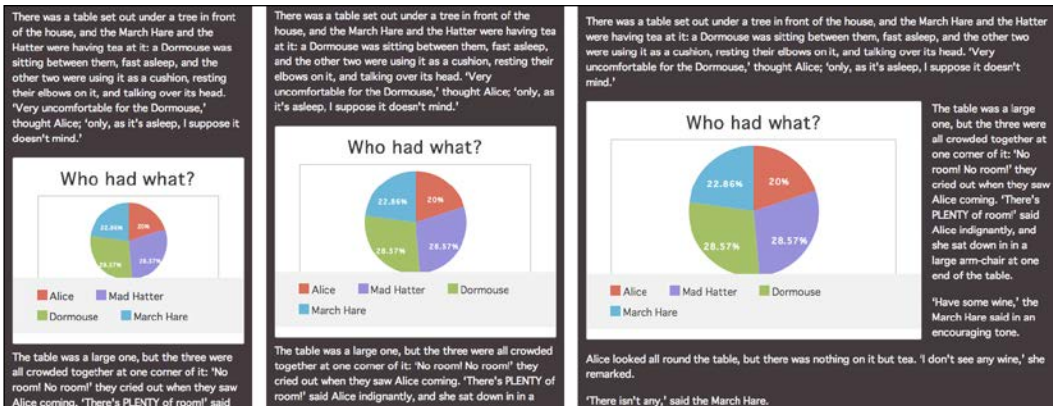 There was a table set out under a tree in front
of the house, and the March Hare and the
Hatter were having tea at it: a Dormouse was
sitting between them, fast asleep, and the
other two were using it as a cushion, resting
their elbows on it, and talking over its head.
‘Very uncomfortable for the Dormouse,’
thought Alice; ‘only, as it's asleep, I suppose it
doesn't mind.’
Who had what?
22.86%
20%
28.57%
28.57%
Alice
Mad Hatter
Dormouse
March Hare
The table was a large one, but the three were
all crowded together at one corner of it: ‘No
room! No room!’ they cried out when they saw
Alice coming. ‘There's PLENTY of room!’ said
There was a table set out under a tree in front of the
house, and the March Hare and the Hatter were having tea
at it: a Dormouse was sitting between them, fast asleep,
and the other two were using it as a cushion, resting their
elbows on it, and talking over its head. ‘Very
uncomfortable for the Dormouse,’ thought Alice; ‘only, as
it's asleep, I suppose it doesn't mind.’
Who had what?
22.86%
20%
28.57%
28.57%
Alice
Mad Hatter
Dormouse
March Hare
The table was a large one, but the three were all crowded
together at one corner of it: ‘No room! No room!’ they
cried out when they saw Alice coming. ‘There's PLENTY of
room!’ said Alice indignantly, and she sat down in in a
There was a table set out under a tree in front of the house, and the March Hare and the Hatter
were having tea at it: a Dormouse was sitting between them, fast asleep, and the other two
were using it as a cushion, resting their elbows on it, and talking over its head. ‘Very
uncomfortable for the Dormouse,’ thought Alice; ‘only, as it's asleep, I suppose it doesn't
mind.’
Who had what?
22.86%
20%
28.57%
28.57%
Alice
Mad Hatter
Dormouse
March Hare
The table was a large
one, but the three were
all crowded together at
one corner of it: ‘No
room! No room!’ they
cried out when they saw
Alice coming. ‘There's
PLENTY of room!’ said
Alice indignantly, and
she sat down in in a
large arm-chair at one
end of the table.
‘Have some wine,’ the
March Hare said in an
encouraging tone.
Alice looked all round the table, but there was nothing on it but tea. ‘I don't see any wine,’ she
remarked.
‘There isn't any,’ said the March Hare.